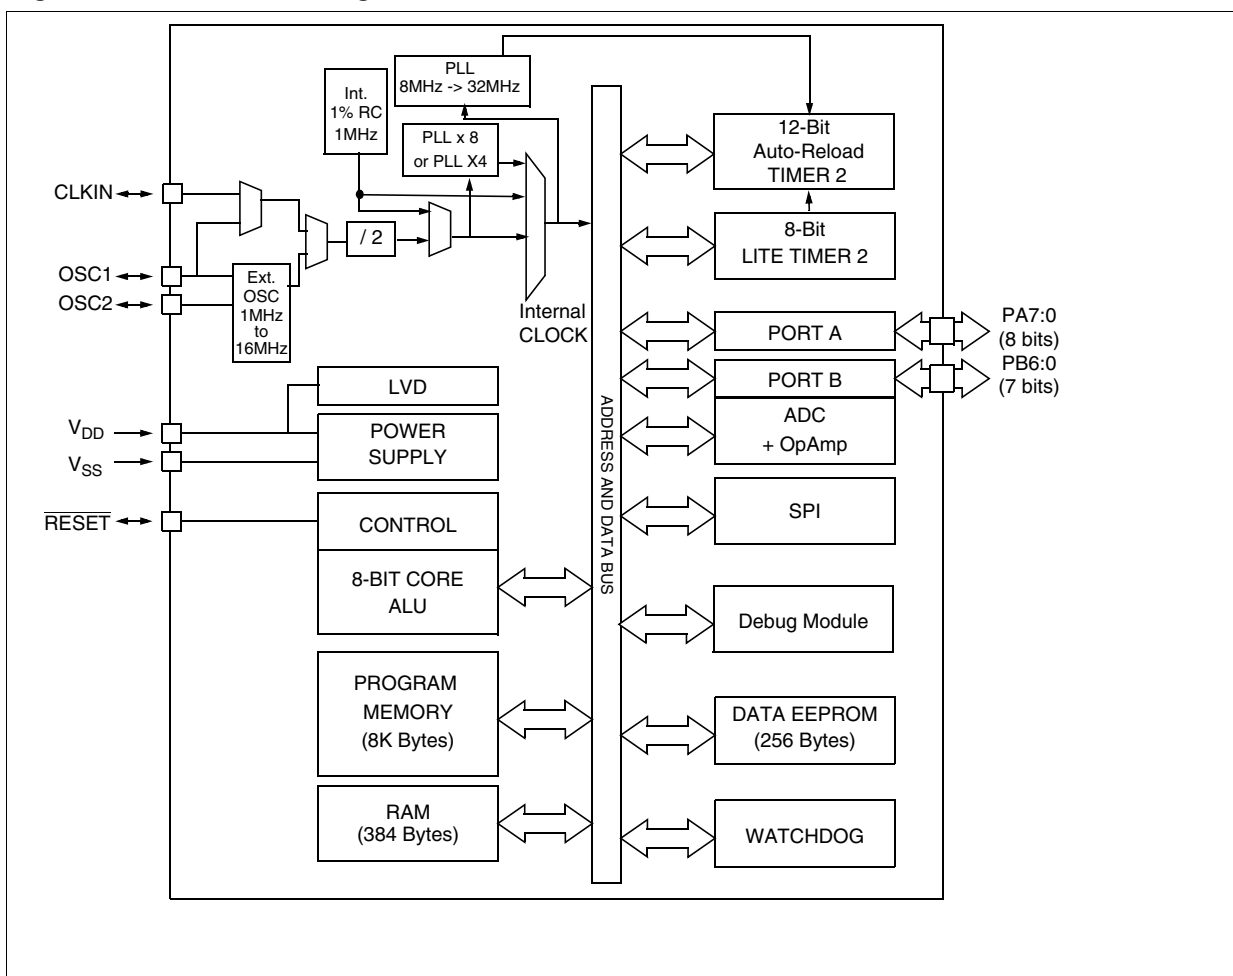 PLL
8MHz -> 32MHz
Int.
1% RC
1MHz
PLL x 8
or PLL X4
12-Bit
Auto-Reload
TIMER 2
CLKIN
/ 2
8-Bit
LITE TIMER 2
OSC1
OSC2
Ext.
OSC
1MHz
to
16MHz
Internal
CLOCK
PORT A
PA7:0
(8 bits)
PORT B
PB6:0
(7 bits)
LVD
ADC
+ OpAmp
VDD
VSS
POWER
SUPPLY
ADDRESS AND DATA BUS
SPI
RESET
CONTROL
8-BIT CORE
ALU
Debug Module
PROGRAM
MEMORY
(8K Bytes)
DATA EEPROM
(256 Bytes)
RAM
(384 Bytes)
WATCHDOG